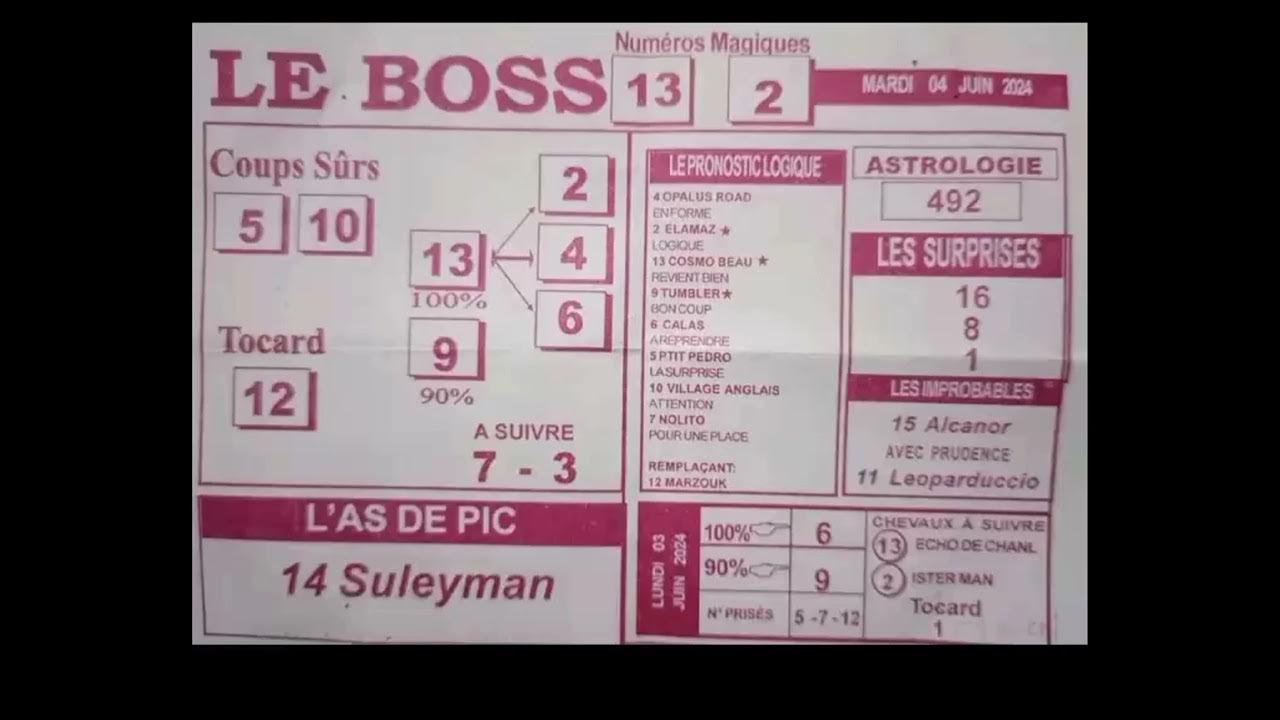 LE BOSS
Numéros Magiques
13
2
MARDI 04 JUIN 2024
Coups Sûrs
5 10
13
100%
2
4
6
Tocard
12
9
90%
A SUIVRE
7 - 3
LE PRONOSTIC LOGIQUE
4 OPALUS ROAD
EN FORME
2 ELAMAZ ★
LOGIQUE
13 COSMO BEAU ★
REVIENT BIEN
9 TUMBLER ★
BON COUP
6 CALAS
A REPRENDRE
5 PTIT PEDRO
LA SURPRISE
10 VILLAGE ANGLAIS
ATTENTION
7 NOLITO
POUR UNE PLACE
REMPLAÇANT:
12 MARZOUK
ASTROLOGIE
492
LES SURPRISES
16
8
1
LES IMPROBABLES
15 Alcanor
AVEC PRUDENCE
11 Leoparduccio
L'AS DE PIC
14 Suleyman
LUNDI 03
JUIN 2024
100% 6
90% 9
N° PRISÉS 5 -7 -12
CHEVAUX À SUIVRE
13 ECHO DE CHANL
2 ISTER MAN
Tocard
1